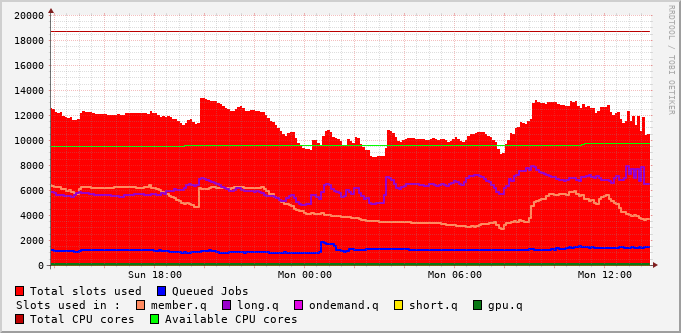 20000
18000
16000
14000
12000
10000
8000
6000
4000
2000
0
Sun 18:00 Mon 00:00 Mon 06:00 Mon 12:00
Total slots used Queued Jobs
Slots used in : member.q long.q ondemand.q short.q gpu.q
Total CPU cores Available CPU cores
RRDTOOL / TOBI OETIKER